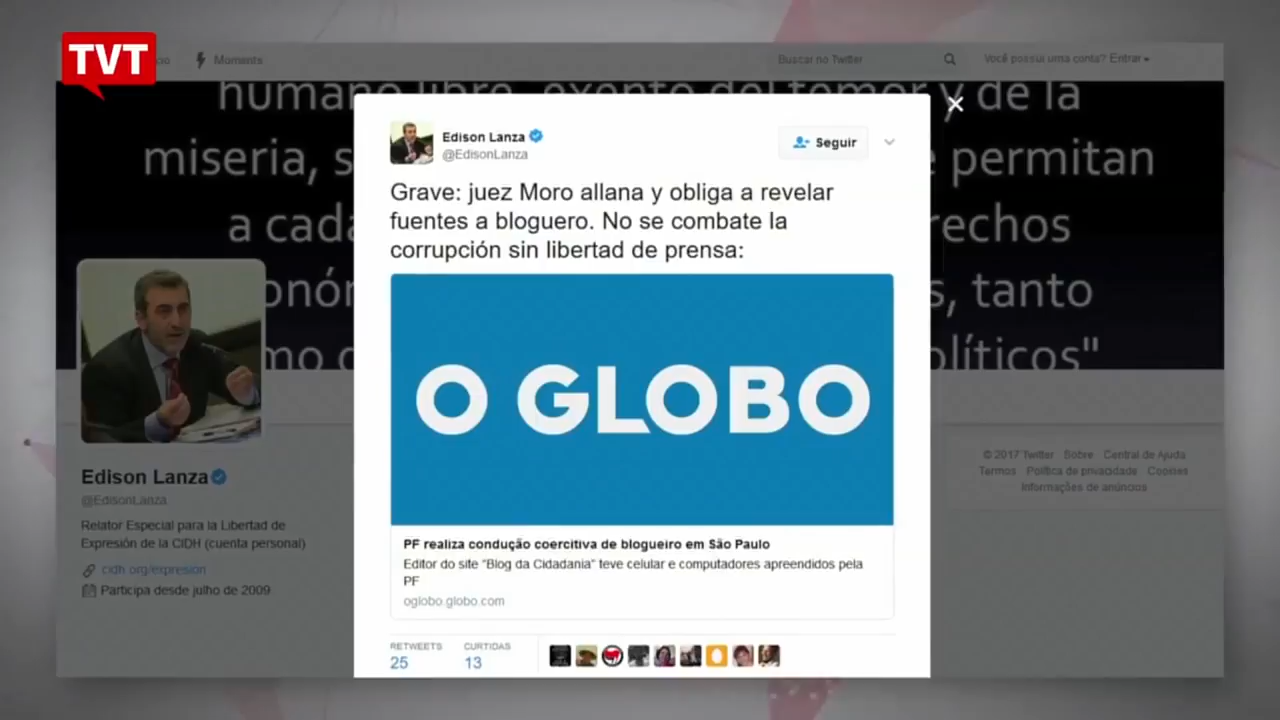 TVT
Moments
Buscar no Twitter
Você possui uma conta? Entrar
humano libre, exento del temor y de la
miseria, s
e permitan
a cada
erechos
onóm
s, tanto
mo c
olíticos"
Edison Lanza
@EdisonLanza
Seguir
Grave: juez Moro allana y obliga a revelar
fuentes a bloguero. No se combate la
corrupción sin libertad de prensa:
O GLOBO
PF realiza condução coercitiva de blogueiro em São Paulo
Editor do site "Blog da Cidadania" teve celular e computadores apreendidos pela
PF
oglobo.globo.com
RETWEETS
CURTIDAS
25
13
Edison Lanza
@EdisonLanza
Relator Especial para la Libertad de
Expresión de la CIDH (cuenta personal)
cidh.org/expresion
Participa desde julho de 2009
© 2017 Twitter Sobre Central de Ajuda
Termos Política de privacidade Cookies
Informações de anúncios